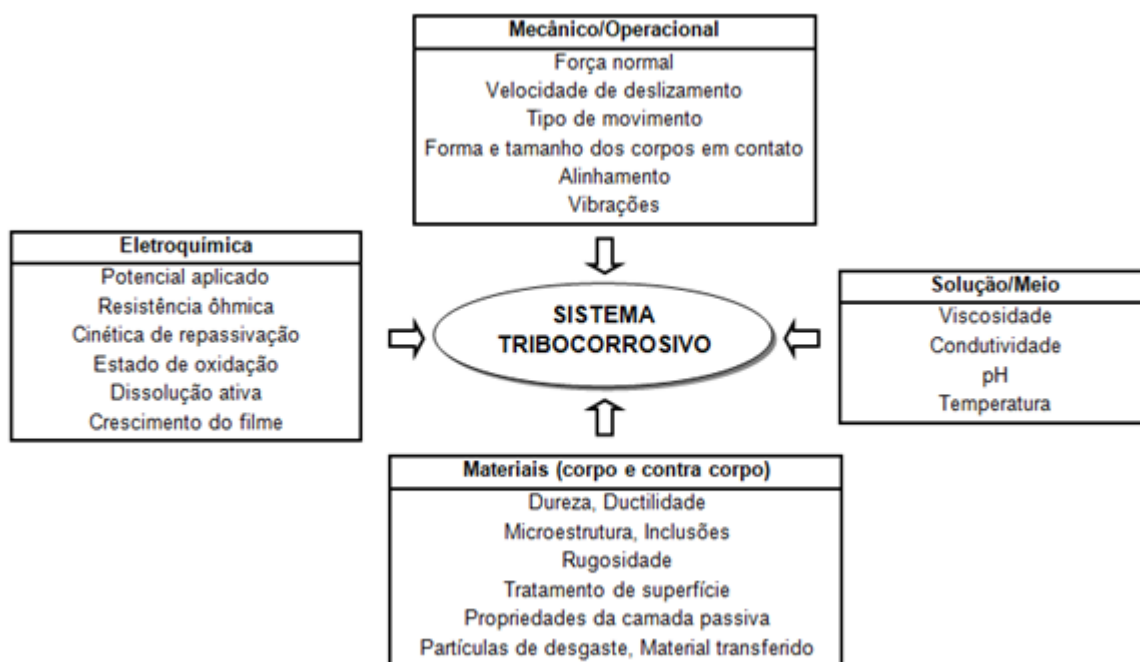 Mecânico/Operacional
Força normal
Velocidade de deslizamento
Tipo de movimento
Forma e tamanho dos corpos em contato
Alinhamento
Vibrações
Eletroquímica
Potencial aplicado
Resistência ôhmica
Cinética de repassivação
Estado de oxidação
Dissolução ativa
Crescimento do filme
SISTEMA
TRIBOCORROSIVO
Solução/Meio
Viscosidade
Condutividade
pH
Temperatura
Materiais (corpo e contra corpo)
Dureza, Ductilidade
Microestrutura, Inclusões
Rugosidade
Tratamento de superfície
Propriedades da camada passiva
Partículas de desgaste, Material transferido